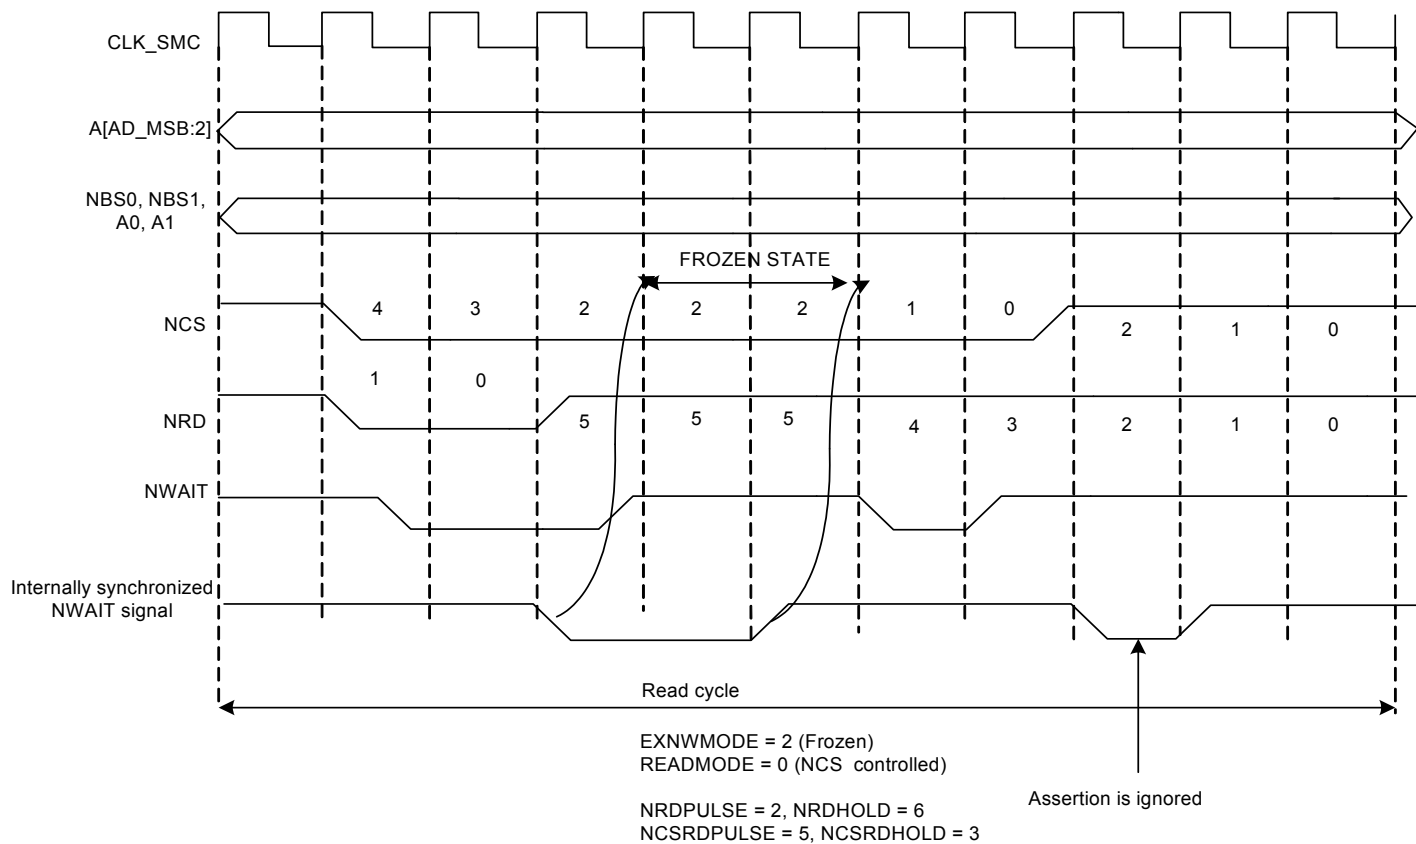 CLK_SMC
A[AD_MSB:2]
NBS0, NBS1,
A0, A1
FROZEN STATE
4 3 2 2 2 1 0
NCS
2 1 0
1 0
NRD
5 5 5 4 3 2 1 0
NWAIT
Internally synchronized
NWAIT signal
Read cycle
EXNWMODE = 2 (Frozen)
READMODE = 0 (NCS controlled)
Assertion is ignored
NRDPULSE = 2, NRDHOLD = 6
NCSRDPULSE = 5, NCSRDHOLD = 3